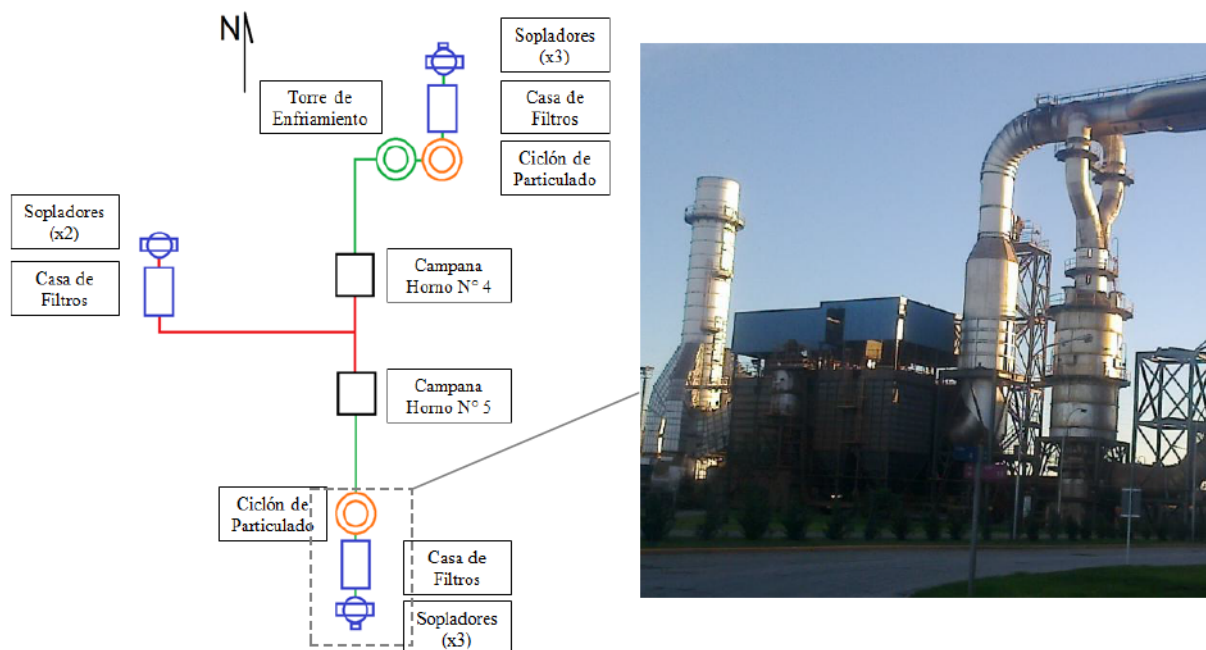 N
Sopladores
(x3)
Torre de
Enfriamiento
Casa de
Filtros
Ciclón de
Particulado
Sopladores
(x2)
Casa de
Filtros
Campana
Horno N° 4
Campana
Horno N° 5
Ciclón de
Particulado
Casa de
Filtros
Sopladores
(x3)